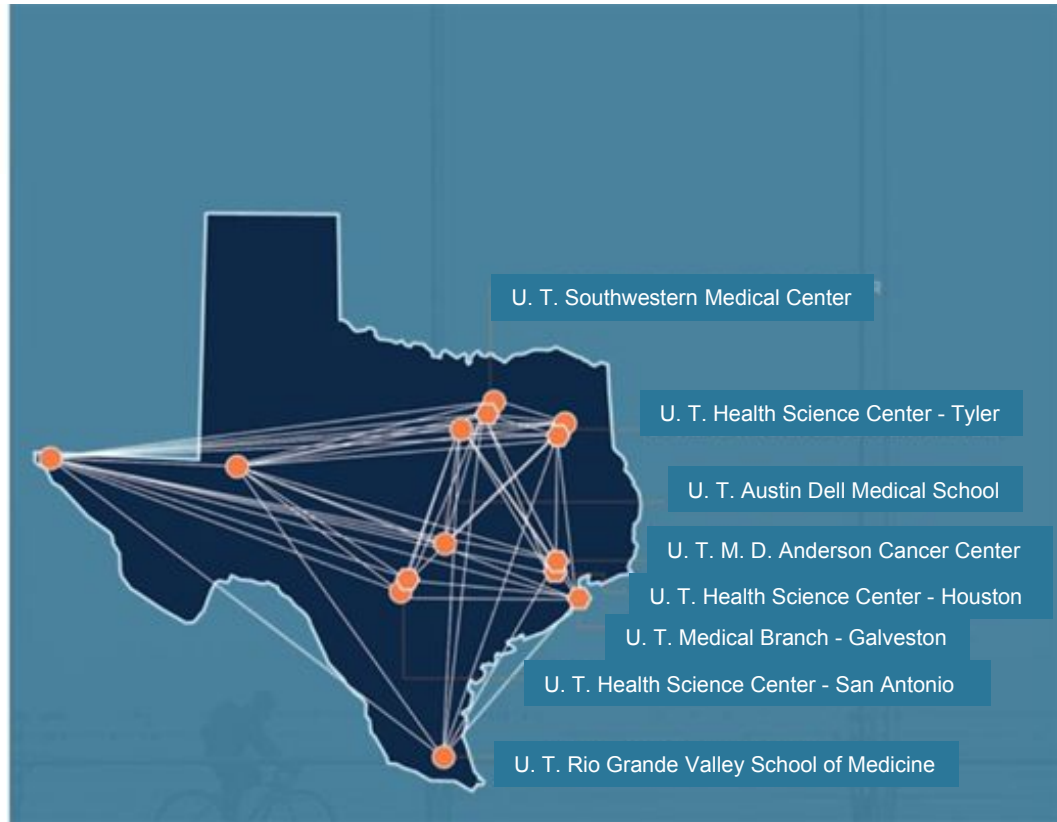 U. T. Southwestern Medical Center
U. T. Health Science Center - Tyler
U. T. Austin Dell Medical School
U. T. M. D. Anderson Cancer Center
U. T. Health Science Center - Houston
U. T. Medical Branch - Galveston
U. T. Health Science Center - San Antonio
U. T. Rio Grande Valley School of Medicine